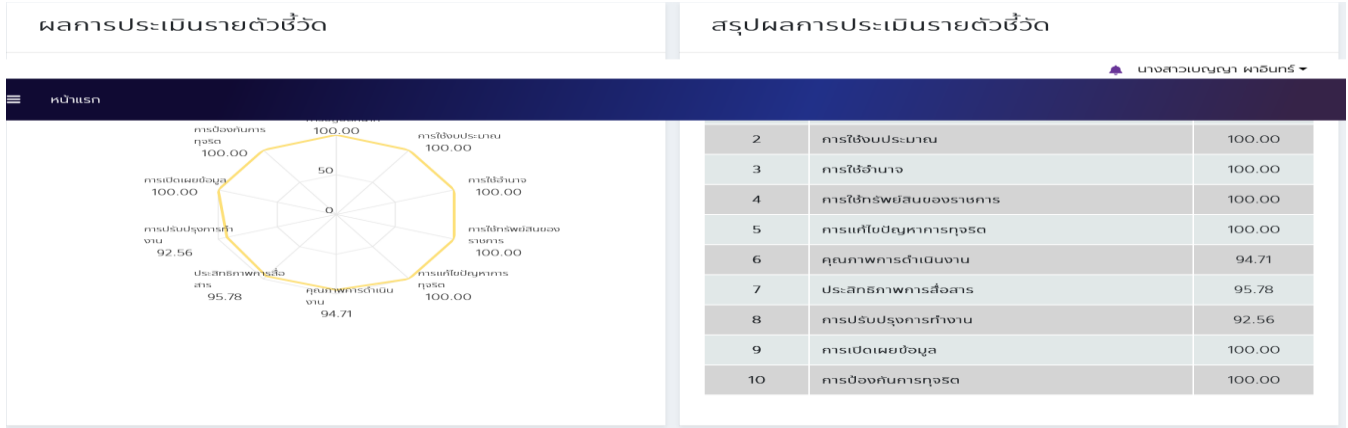 ผลการประเมินรายตัวชี้วัด
สรุปผลการประเมินรายตัวชี้วัด
นางสาวเบญญา ผาอินทร์
หน้าแรก
100.00
การป้องกันการ
ทุจริต
100.00
การใช้งบประมาณ
100.00
50
การเปิดเผยข้อมูล
100.00
การใช้อำนาจ
100.00
0
การปรับปรุงการทำ
งาน
92.56
การใช้ทรัพย์สินของ
ราชการ
100.00
ประสิทธิภาพการสื่อ
สาร
95.78
คุณภาพการดำเนิน
งาน
94.71
การแก้ไขปัญหาการ
ทุจริต
100.00
2 การใช้งบประมาณ 100.00
3 การใช้อำนาจ 100.00
4 การใช้ทรัพย์สินของราชการ 100.00
5 การแก้ไขปัญหาการทุจริต 100.00
6 คุณภาพการดำเนินงาน 94.71
7 ประสิทธิภาพการสื่อสาร 95.78
8 การปรับปรุงการทำงาน 92.56
9 การเปิดเผยข้อมูล 100.00
10 การป้องกันการทุจริต 100.00